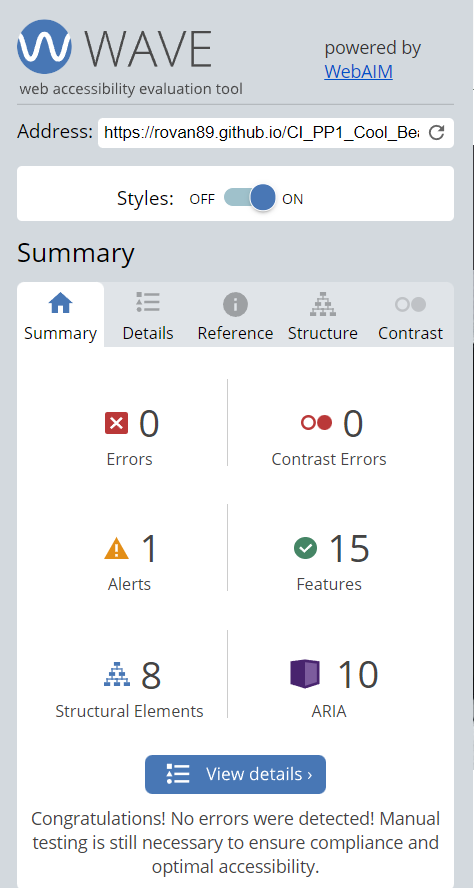 WAVE
web accessibility evaluation tool
powered by
WebAIM
Address: https://rovan89.github.io/CI_PP1_Cool_Bea
Styles: OFF ON
Summary
Summary Details Reference Structure Contrast
0 0
Errors Contrast Errors
1 15
Alerts Features
8 10
Structural Elements ARIA
View details ›
Congratulations! No errors were detected! Manual
testing is still necessary to ensure compliance and
optimal accessibility.